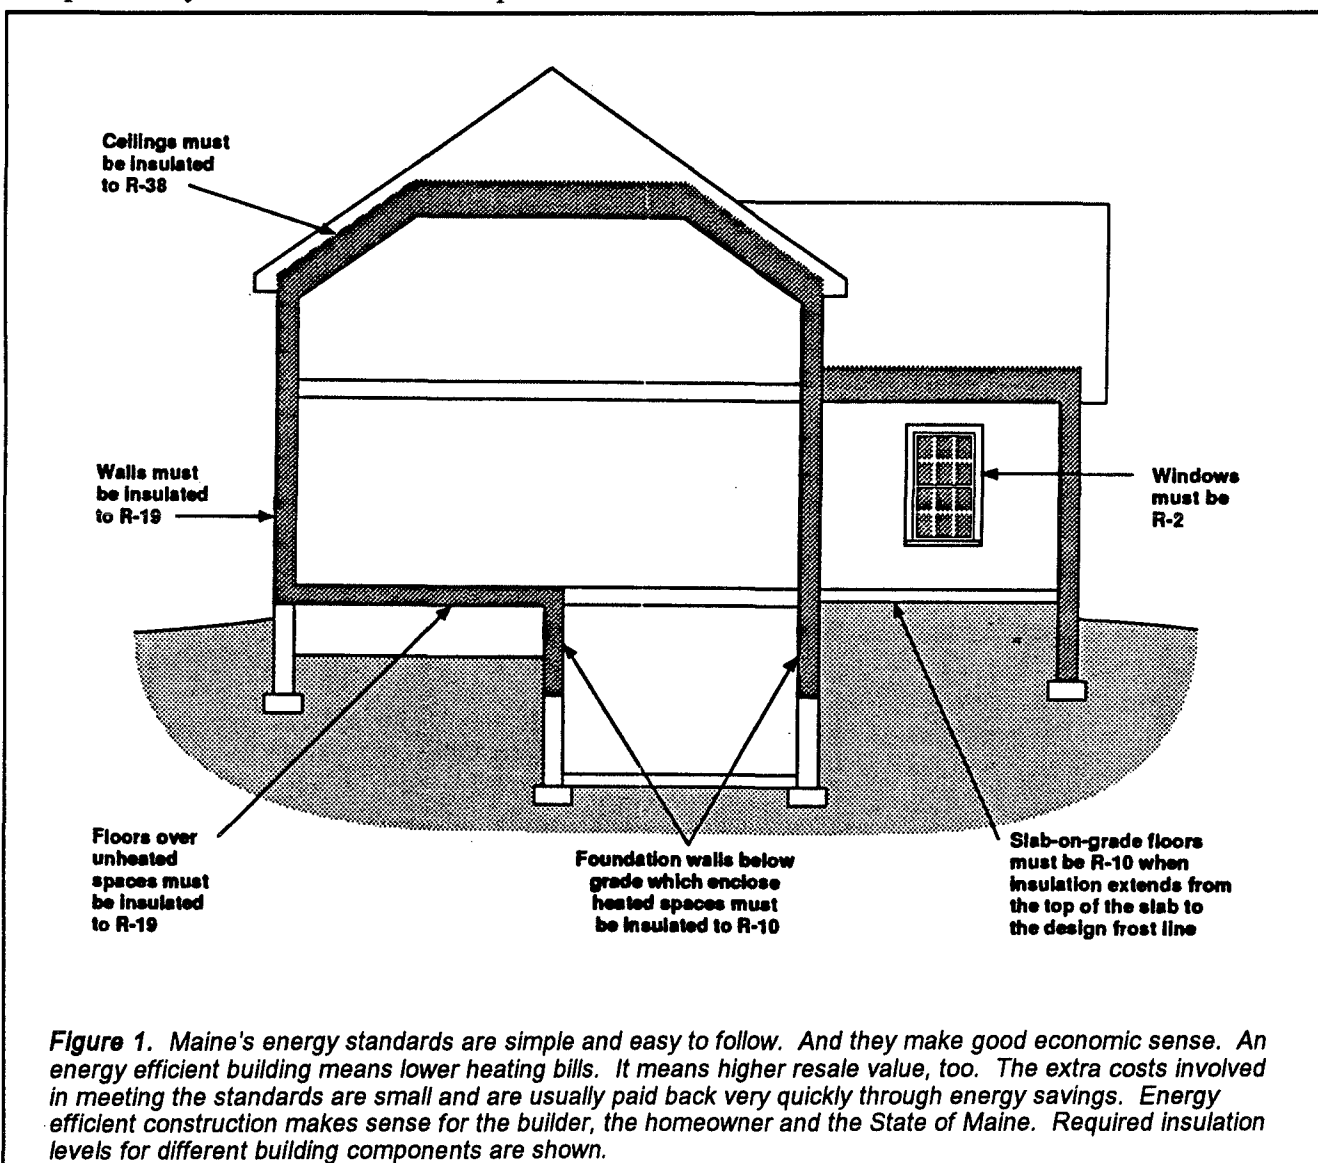 Ceilings must
be insulated
to R-38
Walls must
be insulated
to R-19
Windows
must be
R-2
Floors over
unheated
spaces must
be insulated
to R-19
Foundation walls below
grade which enclose
heated spaces must
be insulated to R-10
Slab-on-grade floors
must be R-10 when
insulation extends from
the top of the slab to
the design frost line
Figure 1. Maine's energy standards are simple and easy to follow. And they make good economic sense. An
energy efficient building means lower heating bills. It means higher resale value, too. The extra costs involved
in meeting the standards are small and are usually paid back very quickly through energy savings. Energy
efficient construction makes sense for the builder, the homeowner and the State of Maine. Required insulation
levels for different building components are shown.